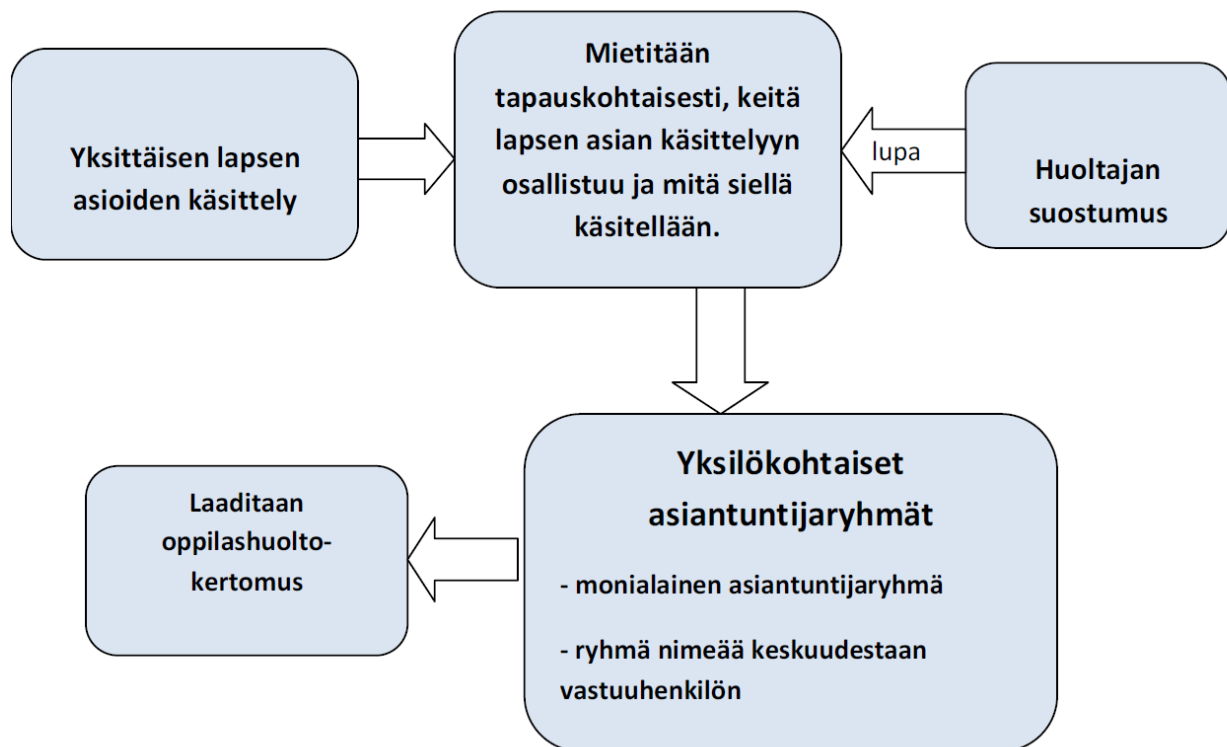 Yksittäisen lapsen
asioiden käsittely
Mietitään
tapauskohtaisesti, keitä
lapsen asian käsittelyyn
osallistuu ja mitä siellä
käsitellään.
lupa
Huoltajan
suostumus
Yksilökohtaiset
asiantuntijaryhmät
- monialainen asiantuntijaryhmä
- ryhmä nimeää keskuudestaan
vastuuhenkilön
Laaditaan
oppilashuolto-
kertomus